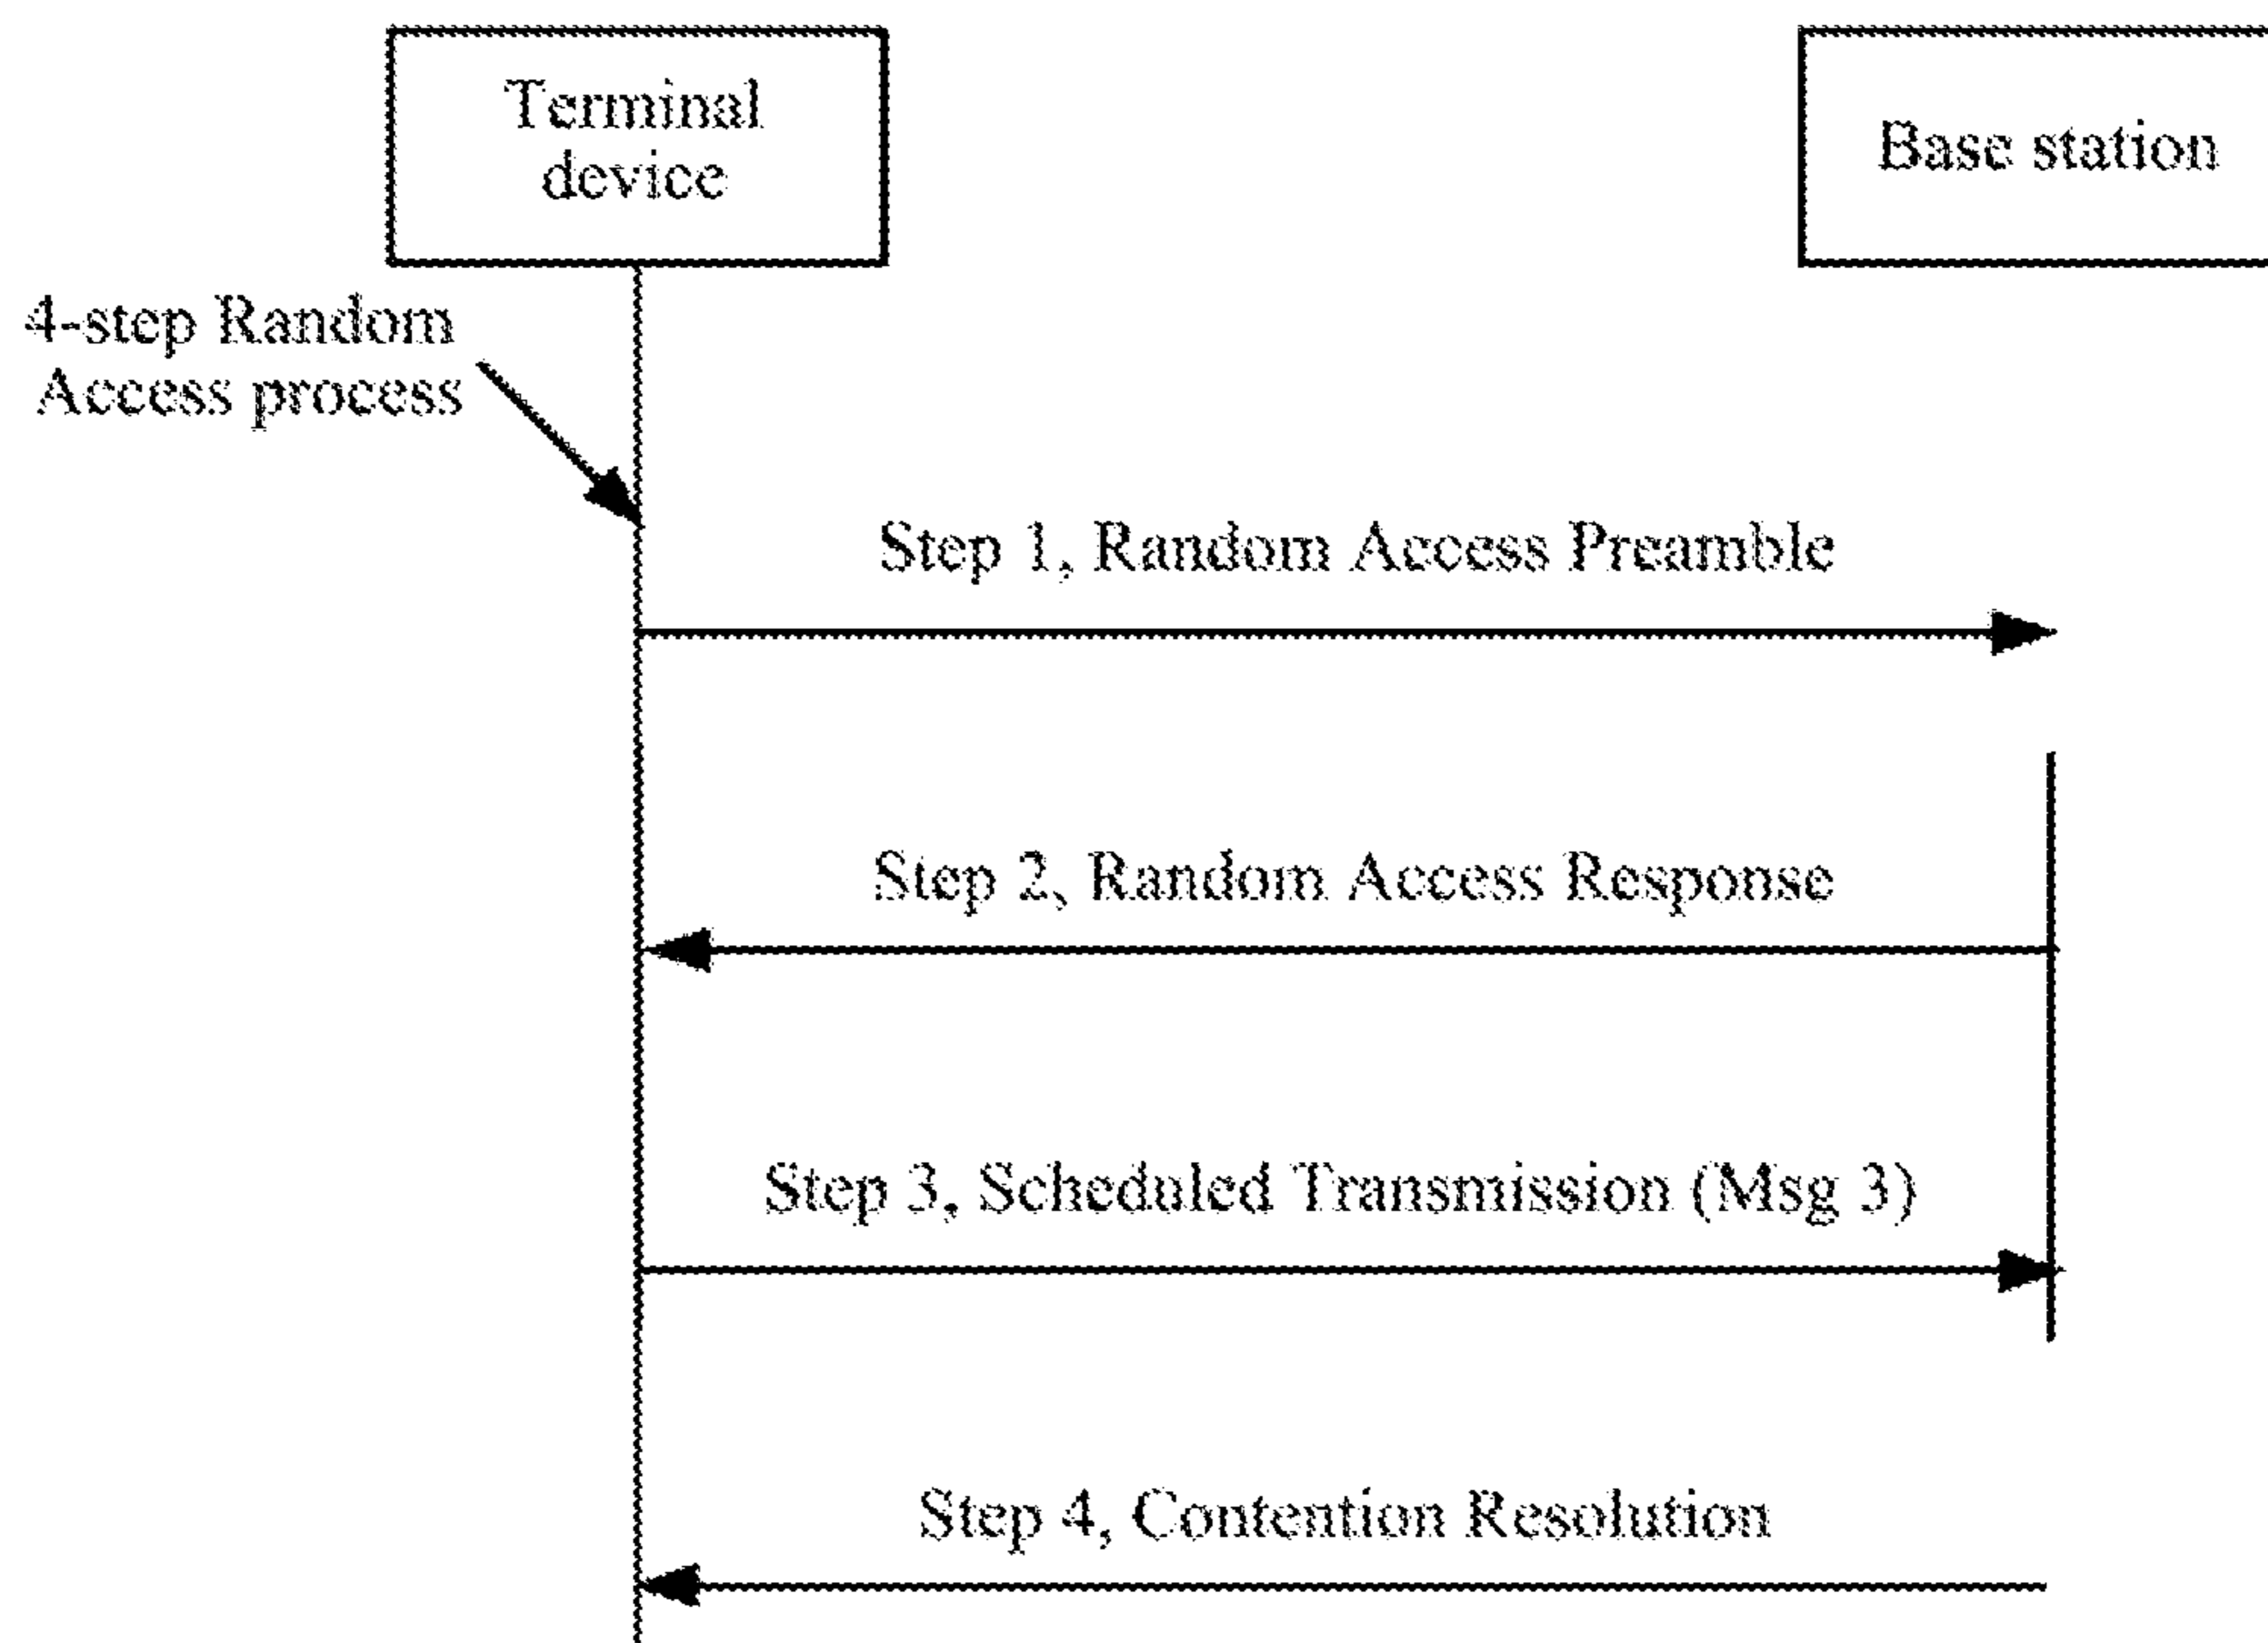 Terminal
device
Base station
4-step Random
Access process
Step 1, Random Access Preamble
Step 2, Random Access Response
Step 3, Scheduled Transmission (Msg 3)
Step 4, Contention Resolution